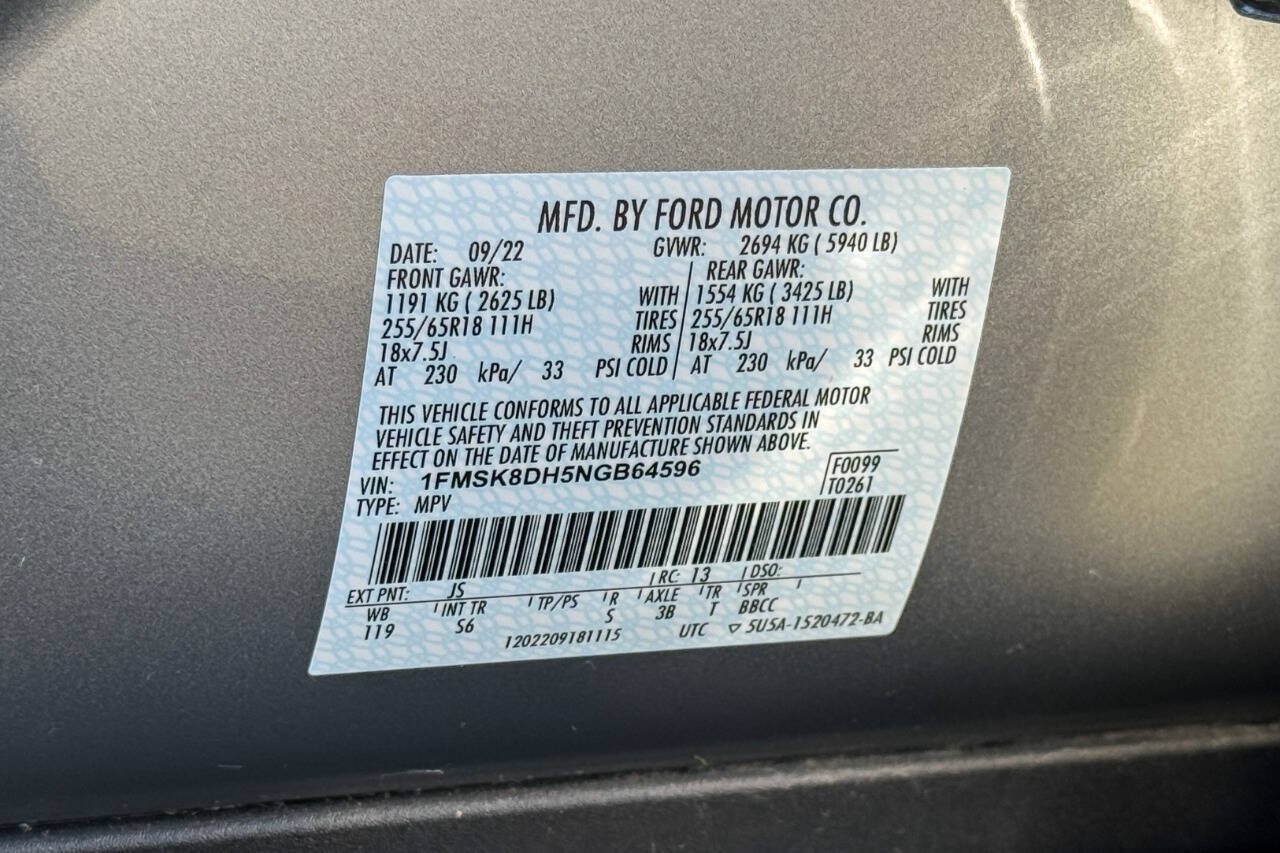 MFD. BY FORD MOTOR CO.
DATE: 09/22 GVWR: 2694 KG ( 5940 LB)
FRONT GAWR: REAR GAWR:
1191 KG ( 2625 LB) WITH 1554 KG ( 3425 LB) WITH
255/65R18 111H TIRES 255/65R18 111H TIRES
18x7.5J RIMS 18x7.5J RIMS
AT 230 kPa/ 33 PSI COLD AT 230 kPa/ 33 PSI COLD
THIS VEHICLE CONFORMS TO ALL APPLICABLE FEDERAL MOTOR
VEHICLE SAFETY AND THEFT PREVENTION STANDARDS IN
EFFECT ON THE DATE OF MANUFACTURE SHOWN ABOVE.
VIN: 1FMSK8DH5NGB64596 F0099
TYPE: MPV T0261
EXT PNT: JS RC: 13 DSO:
WB INT TR TP/PS R AXLE TR SPR
119 S6 S 3B T BBCC
1202209181115 UTC ▽ 5U5A-1520472-BA